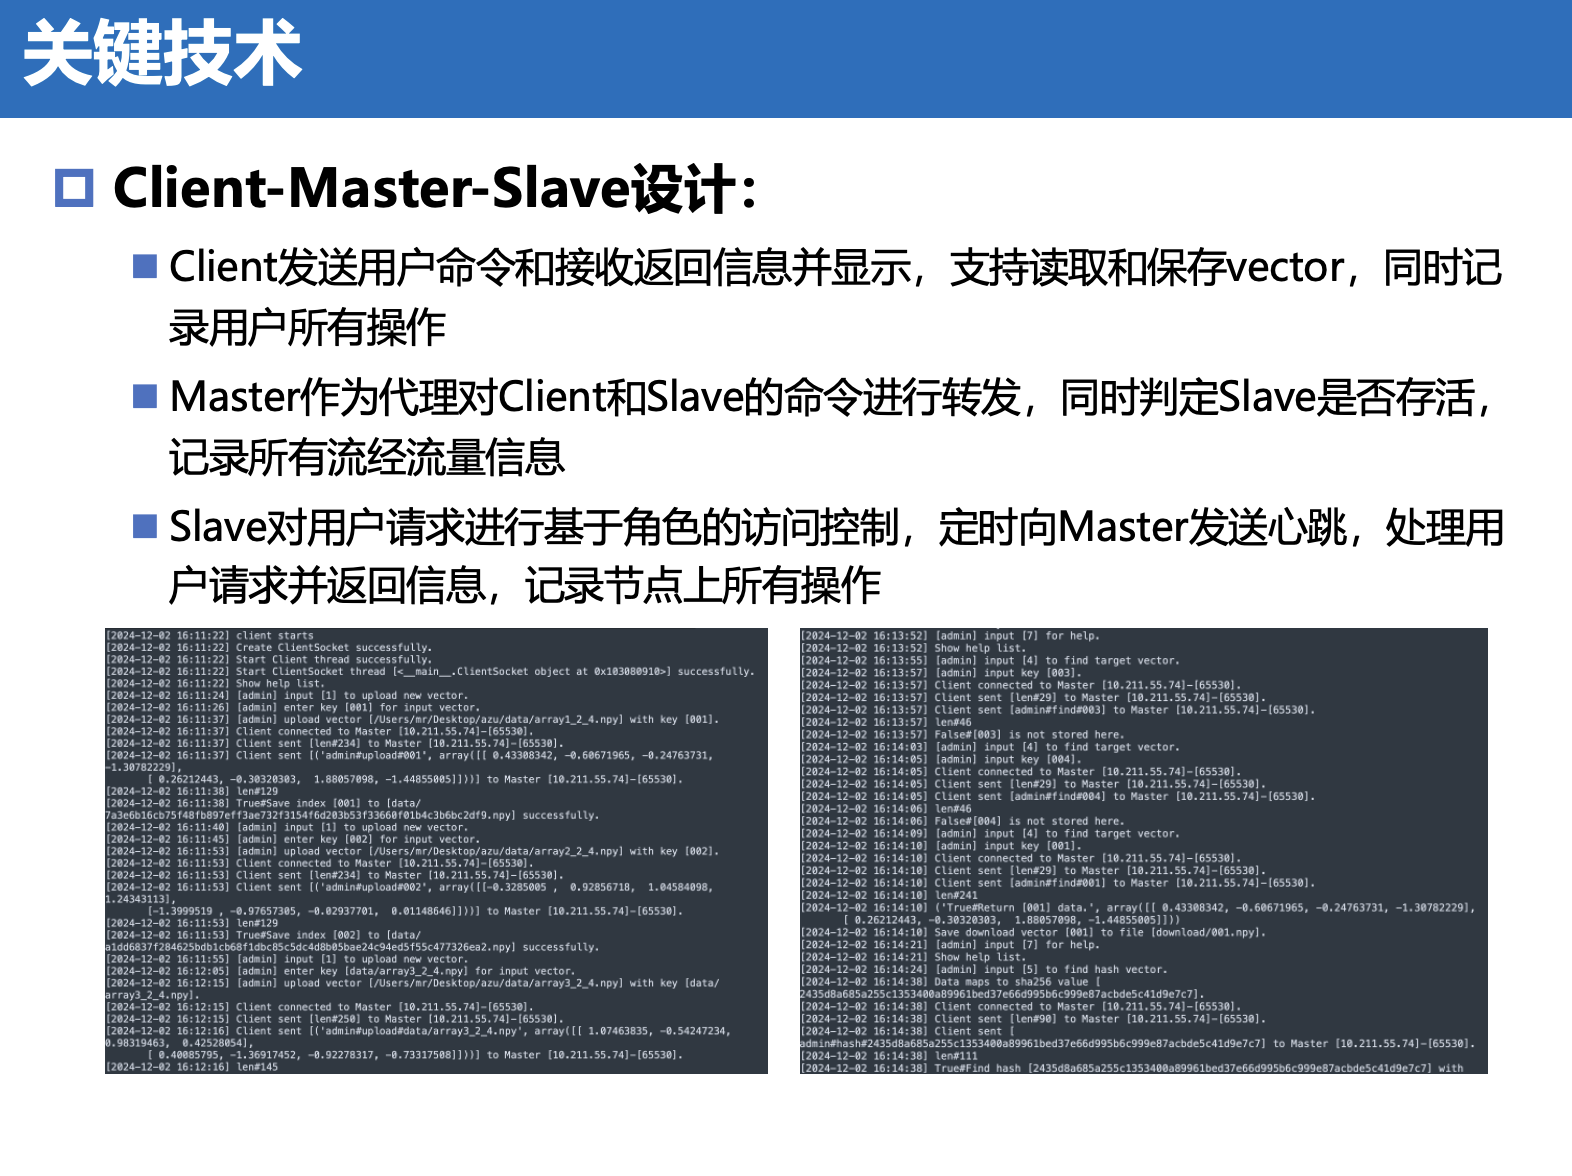 关键技术
Client-Master-Slave设计：
Client发送用户命令和接收返回信息并显示，支持读取和保存vector，同时记
录用户所有操作
Master作为代理对Client和Slave的命令进行转发，同时判定Slave是否存活，
记录所有流经流量信息
Slave对用户请求进行基于角色的访问控制，定时向Master发送心跳，处理用
户请求并返回信息，记录节点上所有操作
[2024-12-02 16:11:22] client starts
[2024-12-02 16:11:22] Create ClientSocket successfully.
[2024-12-02 16:11:22] Start Client thread successfully.
[2024-12-02 16:11:22] Start ClientSocket thread [<__main__.ClientSocket object at 0x103080910>] successfully.
[2024-12-02 16:11:22] Show help list.
[2024-12-02 16:11:24] [admin] input [1] to upload new vector.
[2024-12-02 16:11:26] [admin] enter key [001] for input vector.
[2024-12-02 16:11:37] [admin] upload vector [/Users/mr/Desktop/azu/data/array1_2_4.npy] with key [001].
[2024-12-02 16:11:37] Client connected to Master [10.211.55.74]-[65530].
[2024-12-02 16:11:37] Client sent [len#234] to Master [10.211.55.74]-[65530].
[2024-12-02 16:11:37] Client sent [('admin#upload#001', array([[ 0.43308342, -0.60671965, -0.24763731,
-1.30782229],
[ 0.26212443, -0.30320303,  1.88057098, -1.44855005]]))] to Master [10.211.55.74]-[65530].
[2024-12-02 16:11:38] len#129
[2024-12-02 16:11:38] True#Save index [001] to [data/
7a3e6b16cb75f48fb897eff3ae732f3154f6d203b53f33660f01b4c3b6bc2df9.npy] successfully.
[2024-12-02 16:11:40] [admin] input [1] to upload new vector.
[2024-12-02 16:11:45] [admin] enter key [002] for input vector.
[2024-12-02 16:11:53] [admin] upload vector [/Users/mr/Desktop/azu/data/array2_2_4.npy] with key [002].
[2024-12-02 16:11:53] Client connected to Master [10.211.55.74]-[65530].
[2024-12-02 16:11:53] Client sent [len#234] to Master [10.211.55.74]-[65530].
[2024-12-02 16:11:53] Client sent [('admin#upload#002', array([[-0.3285005 ,  0.92856718,  1.04584098,
1.24343113],
[-1.3999519 , -0.97657305, -0.02937701,  0.01148646]]))] to Master [10.211.55.74]-[65530].
[2024-12-02 16:11:53] len#129
[2024-12-02 16:11:53] True#Save index [002] to [data/
a1dd6837f284625bdb1cb68f1dbc85c5dc4d8b05bae24c94ed5f55c477326ea2.npy] successfully.
[2024-12-02 16:11:55] [admin] input [1] to upload new vector.
[2024-12-02 16:12:05] [admin] enter key [data/array3_2_4.npy] for input vector.
[2024-12-02 16:12:15] [admin] upload vector [/Users/mr/Desktop/azu/data/array3_2_4.npy] with key [data/
array3_2_4.npy].
[2024-12-02 16:12:15] Client connected to Master [10.211.55.74]-[65530].
[2024-12-02 16:12:15] Client sent [len#250] to Master [10.211.55.74]-[65530].
[2024-12-02 16:12:16] Client sent [('admin#upload#data/array3_2_4.npy', array([[ 1.07463835, -0.54247234,
0.98319463,  0.42528054],
[ 0.40085795, -1.36917452, -0.92278317, -0.73317508]]))] to Master [10.211.55.74]-[65530].
[2024-12-02 16:12:16] len#145
[2024-12-02 16:13:52] [admin] input [7] for help.
[2024-12-02 16:13:52] Show help list.
[2024-12-02 16:13:55] [admin] input [4] to find target vector.
[2024-12-02 16:13:57] [admin] input key [003].
[2024-12-02 16:13:57] Client connected to Master [10.211.55.74]-[65530].
[2024-12-02 16:13:57] Client sent [len#29] to Master [10.211.55.74]-[65530].
[2024-12-02 16:13:57] Client sent [admin#find#003] to Master [10.211.55.74]-[65530].
[2024-12-02 16:13:57] len#46
[2024-12-02 16:13:57] False#[003] is not stored here.
[2024-12-02 16:14:03] [admin] input [4] to find target vector.
[2024-12-02 16:14:05] [admin] input key [004].
[2024-12-02 16:14:05] Client connected to Master [10.211.55.74]-[65530].
[2024-12-02 16:14:05] Client sent [len#29] to Master [10.211.55.74]-[65530].
[2024-12-02 16:14:05] Client sent [admin#find#004] to Master [10.211.55.74]-[65530].
[2024-12-02 16:14:06] len#46
[2024-12-02 16:14:06] False#[004] is not stored here.
[2024-12-02 16:14:09] [admin] input [4] to find target vector.
[2024-12-02 16:14:10] [admin] input key [001].
[2024-12-02 16:14:10] Client connected to Master [10.211.55.74]-[65530].
[2024-12-02 16:14:10] Client sent [len#29] to Master [10.211.55.74]-[65530].
[2024-12-02 16:14:10] Client sent [admin#find#001] to Master [10.211.55.74]-[65530].
[2024-12-02 16:14:10] len#241
[2024-12-02 16:14:10] ('True#Return [001] data.', array([[ 0.43308342, -0.60671965, -0.24763731, -1.30782229],
[ 0.26212443, -0.30320303,  1.88057098, -1.44855005]]))
[2024-12-02 16:14:10] Save download vector [001] to file [download/001.npy].
[2024-12-02 16:14:21] [admin] input [7] for help.
[2024-12-02 16:14:21] Show help list.
[2024-12-02 16:14:24] [admin] input [5] to find hash vector.
[2024-12-02 16:14:38] Data maps to sha256 value [
2435d8a685a255c1353400a89961bed37e66d995b6c999e87acbde5c41d9e7c7].
[2024-12-02 16:14:38] Client connected to Master [10.211.55.74]-[65530].
[2024-12-02 16:14:38] Client sent [len#90] to Master [10.211.55.74]-[65530].
[2024-12-02 16:14:38] Client sent [
admin#hash#2435d8a685a255c1353400a89961bed37e66d995b6c999e87acbde5c41d9e7c7] to Master [10.211.55.74]-[65530].
[2024-12-02 16:14:38] len#111
[2024-12-02 16:14:38] True#Find hash [2435d8a685a255c1353400a89961bed37e66d995b6c999e87acbde5c41d9e7c7] with